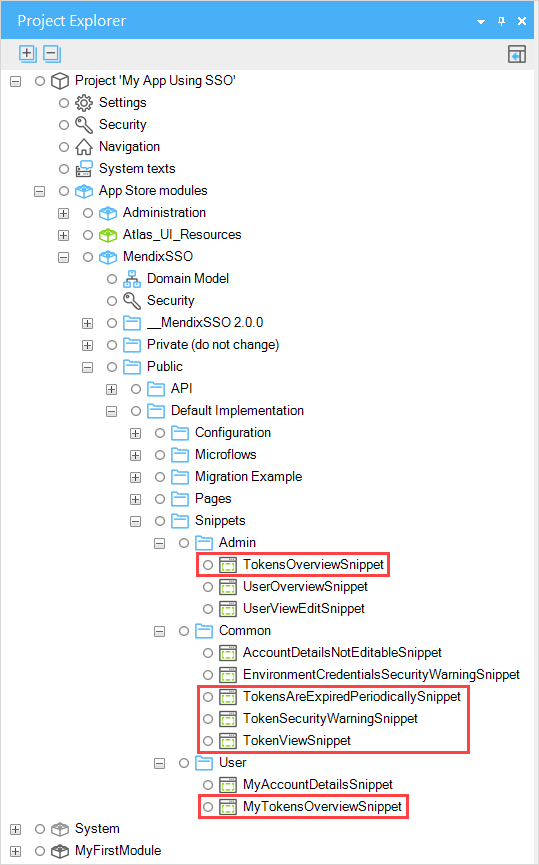 Project Explorer
Project 'My App Using SSO'
Settings
Security
Navigation
System texts
App Store modules
Administration
Atlas_UI_Resources
MendixSSO
Domain Model
Security
__MendixSSO 2.0.0
Private (do not change)
Public
API
Default Implementation
Configuration
Microflows
Migration Example
Pages
Snippets
Admin
TokensOverviewSnippet
UserOverviewSnippet
UserViewEditSnippet
Common
AccountDetailsNotEditableSnippet
EnvironmentCredentialsSecurityWarningSnippet
TokensAreExpiredPeriodicallySnippet
TokenSecurityWarningSnippet
TokenViewSnippet
User
MyAccountDetailsSnippet
MyTokensOverviewSnippet
System
MyFirstModule